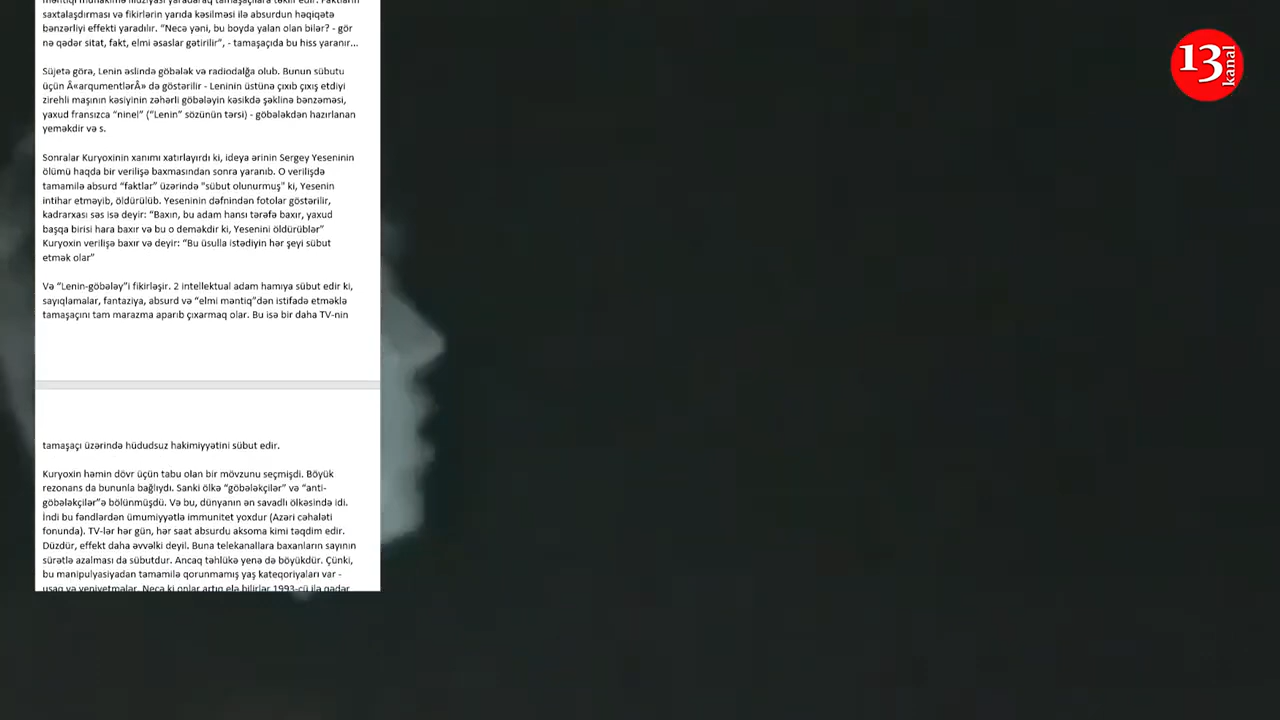 məntiqi mühakimə illüziyası yaradaraq tamaşaçılara təklif edir. Faktların
saxtalaşdırması və fikirlərin yarıda kəsilməsi ilə absurdun həqiqətə
bənzərliyi effekti yaradılır. “Necə yəni, bu boyda yalan olan bilər? - gör
nə qədər sitat, fakt, elmi əsaslar gətirilir”, - tamaşaçıda bu hiss yaranır...
Süjetə görə, Lenin əslində göbələk və radiodalğa olub. Bunun sübutu
üçün Â«arqumentlərÂ» də göstərilir - Leninin üstünə çıxıb çıxış etdiyi
zirehli maşının kəsiyinin zəhərli göbələyin kəsikdə şəklinə bənzəməsi,
yaxud fransızca “ninel” (“Lenin” sözünün tərsi) - göbələkdən hazırlanan
yeməkdir və s.
Sonralar Kuryoxinin xanımı xatırlayırdı ki, ideya ərinin Sergey Yeseninin
ölümü haqda bir verilişə baxmasından sonra yaranıb. O verilişdə
tamamilə absurd “faktlar” üzərində "sübut olunurmuş" ki, Yesenin
intihar etməyib, öldürülüb. Yeseninin dəfnindən fotolar göstərilir,
kadrarxası səs isə deyir: “Baxın, bu adam hansı tərəfə baxır, yaxud
başqa birisi hara baxır və bu o deməkdir ki, Yesenini öldürüblər”
Kuryoxin verilişə baxır və deyir: “Bu üsulla istədiyin hər şeyi sübut
etmək olar”
Və “Lenin-göbələy”i fikirləşir. 2 intellektual adam hamıya sübut edir ki,
sayıqlamalar, fantaziya, absurd və “elmi məntiq”dən istifadə etməklə
tamaşaçını tam marazma aparıb çıxarmaq olar. Bu isə bir daha TV-nin
tamaşaçı üzərində hüdudsuz hakimiyyətini sübut edir.
Kuryoxin həmin dövr üçün tabu olan bir mövzunu seçmişdi. Böyük
rezonans da bununla bağlıydı. Sanki ölkə “göbələkçilər” və “anti-
göbələkçilər”ə bölünmüşdü. Və bu, dünyanın ən savadlı ölkəsində idi.
İndi bu fəndlərdən ümumiyyətlə immunitet yoxdur (Azəri cəhaləti
fonunda). TV-lər hər gün, hər saat absurdu aksoma kimi təqdim edir.
Düzdür, effekt daha əvvəlki deyil. Buna telekanallara baxanların sayının
sürətlə azalması da sübutdur. Ancaq təhlükə yenə də böyükdür. Çünki,
bu manipulyasiyadan tamamilə qorunmamış yaş kateqoriyaları var -
uşaq və yeniyetmələr. Necə ki onlar artıq elə bilirlər 1993-cü ilə qədər
13 kanal